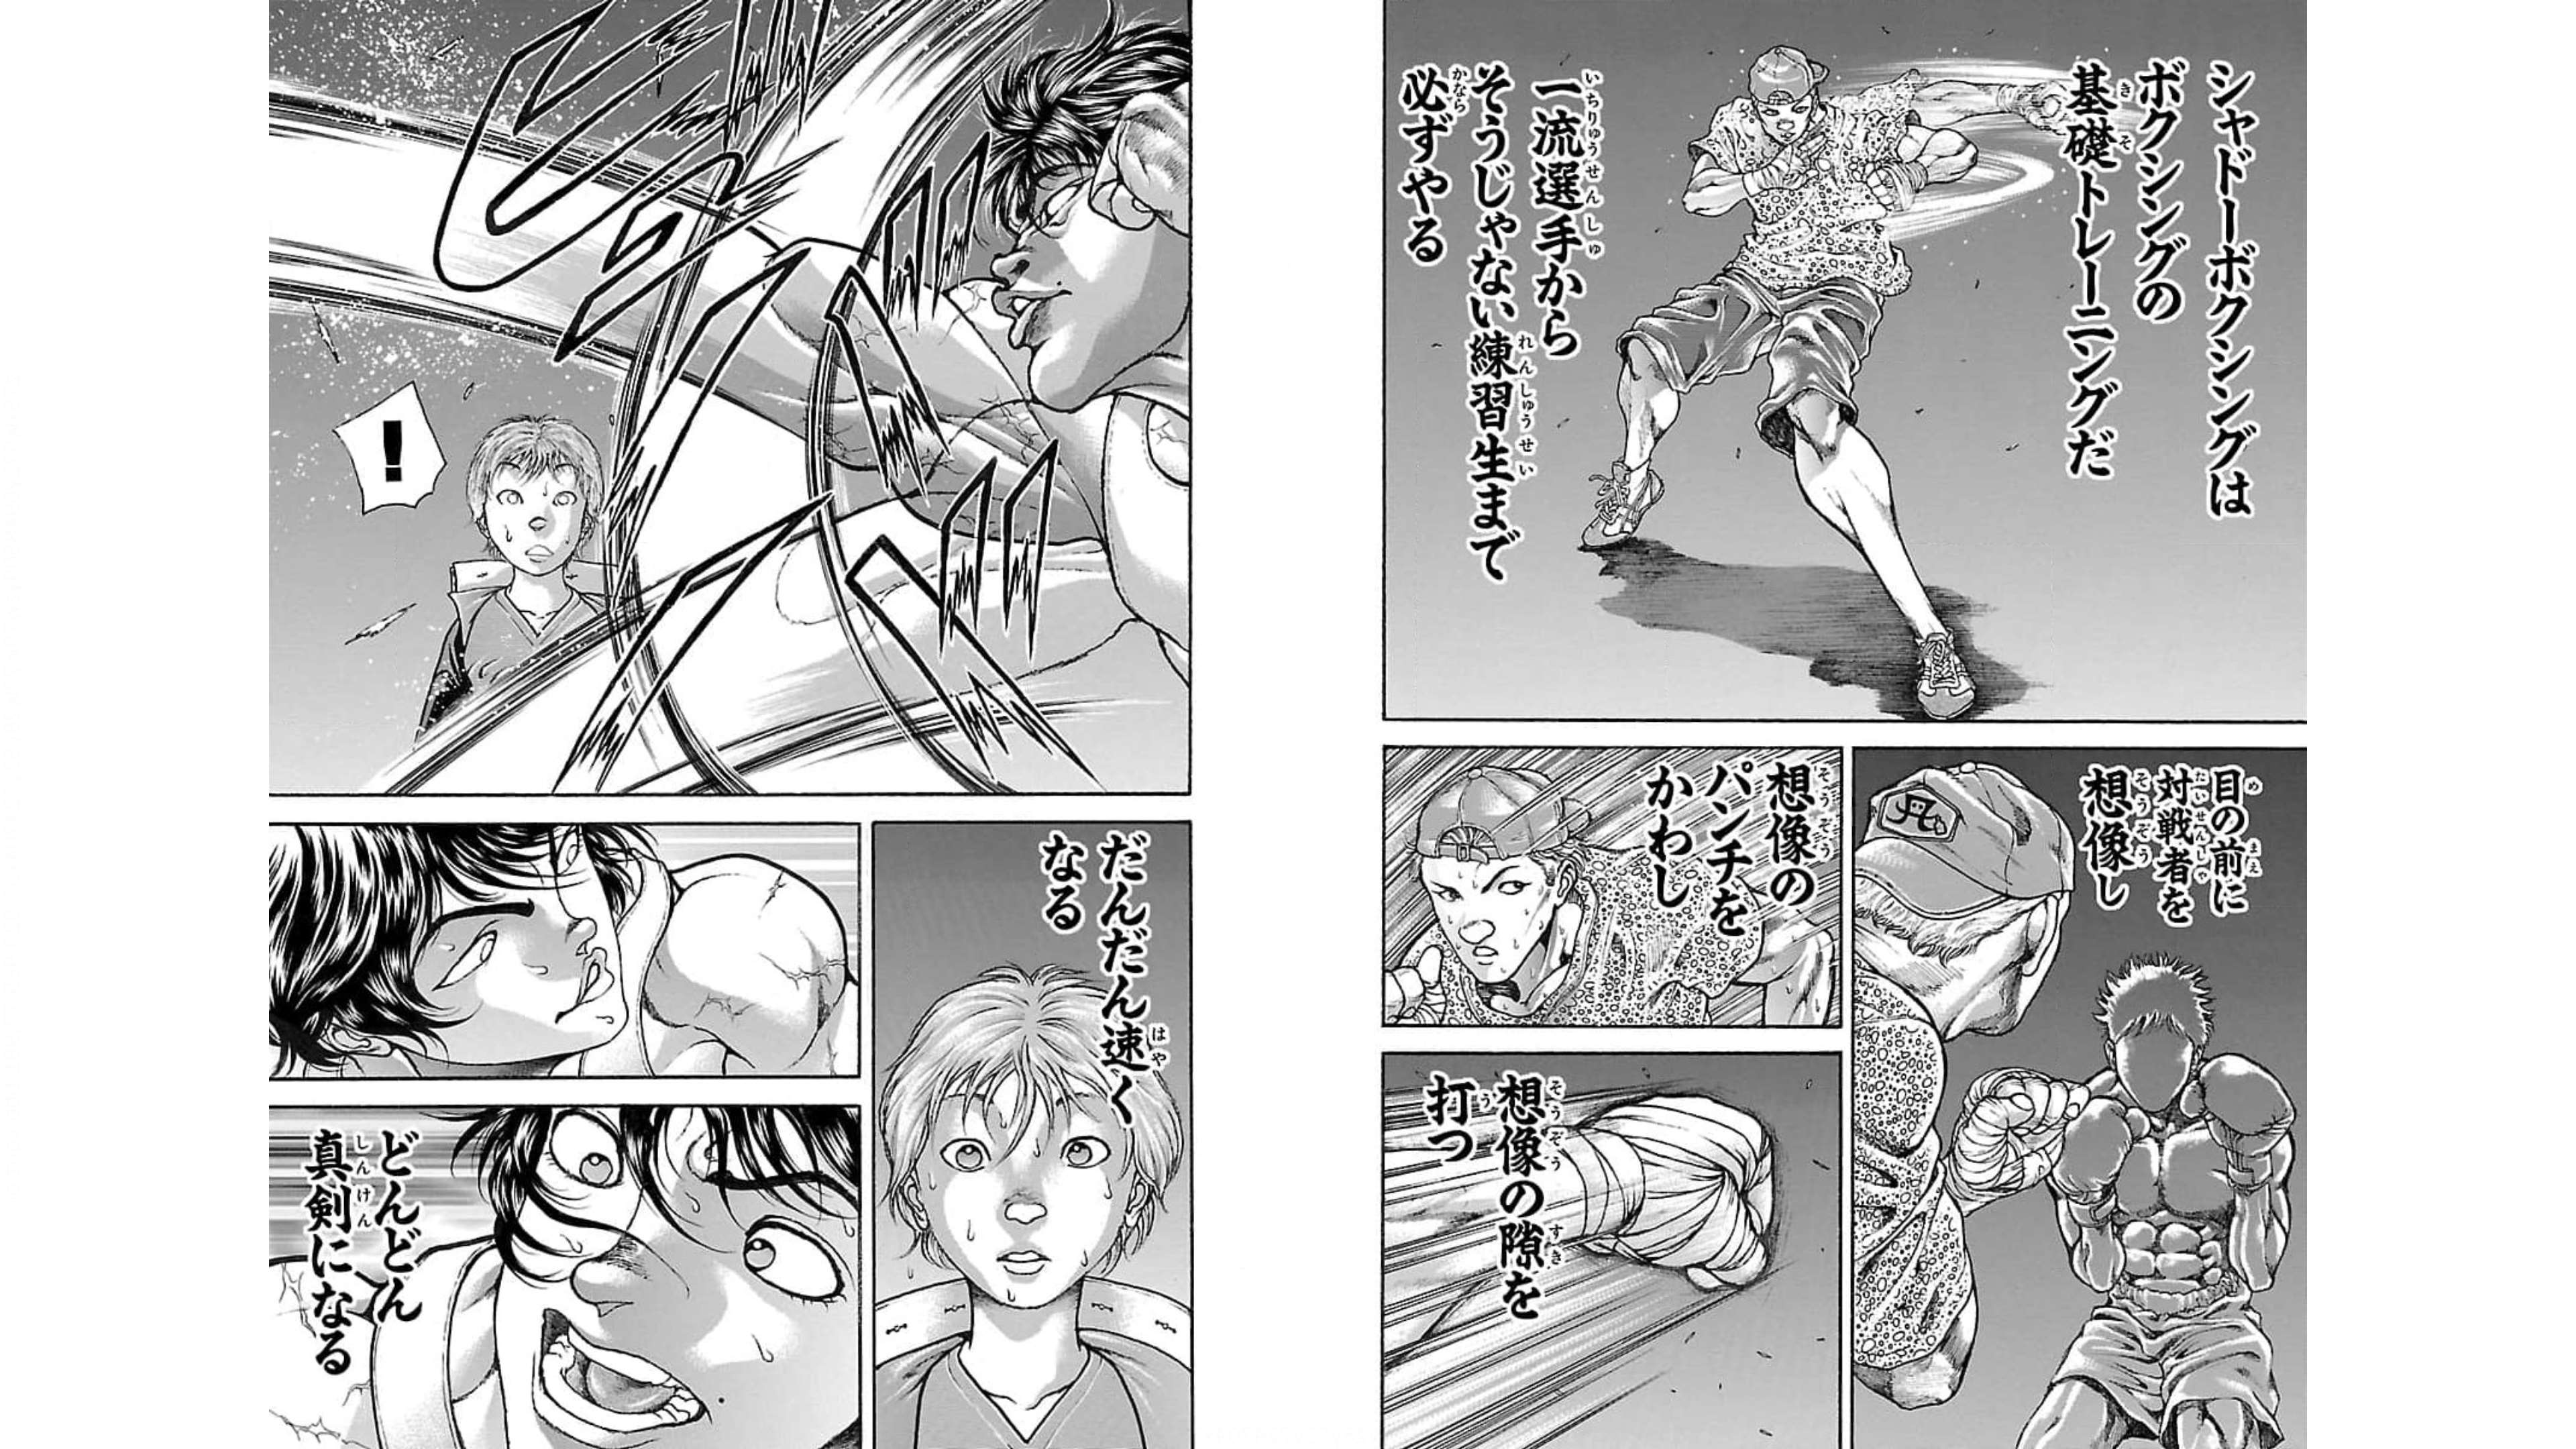 シャドーボクシングは
ボクシングの
基礎トレーニングだ
一流選手から
そうじゃない練習生まで
必ずやる
目の前に
対戦者を
想像し
想像の
パンチを
かわし
想像の隙を
打つ
!
だんだん速く
なる
どんどん
真剣になる